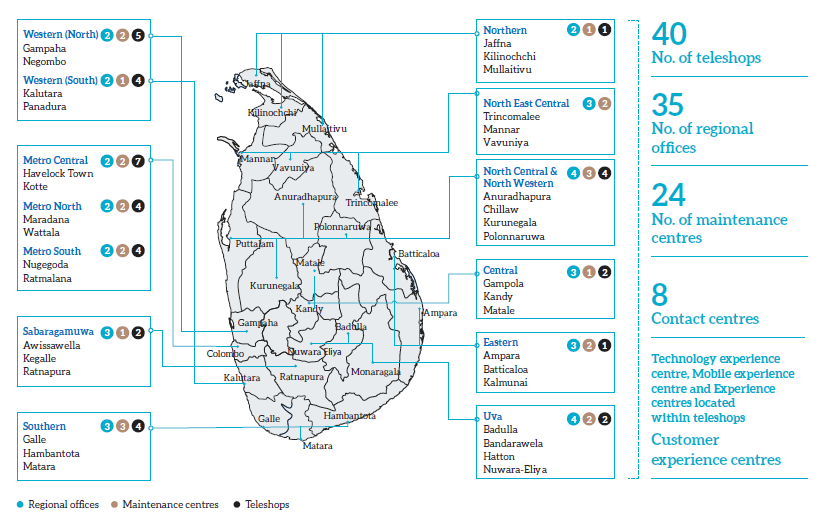 Western (North) 2 2 5
Gampaha
Negombo
Western (South) 2 1 4
Kalutara
Panadura
Metro Central 2 2 7
Havelock Town
Kotte
Metro North 2 2 4
Maradana
Wattala
Metro South 2 2 4
Nugegoda
Ratmalana
Sabaragamuwa 3 1 2
Awissawella
Kegalle
Ratnapura
Southern 3 3 4
Galle
Hambantota
Matara
Jaffna
Kilinochchi
Mullaitivu
Mannar
Vavuniya
Anuradhapura
Trincomalee
Polonnaruwa
Puttalam
Batticaloa
Matale
Kurunegala
Kandy
Ampara
Gampaha
Badulla
Colombo
Nuwara Eliya
Monaragala
Kalutara
Ratnapura
Galle
Hambantota
Matara
Northern 2 1 1
Jaffna
Kilinochchi
Mullaitivu
North East Central 3 2
Trincomalee
Mannar
Vavuniya
North Central &
North Western 4 3 4
Anuradhapura
Chillaw
Kurunegala
Polonnaruwa
Central 3 1 2
Gampola
Kandy
Matale
Eastern 3 2 1
Ampara
Batticaloa
Kalmunai
Uva 4 2 2
Badulla
Bandarawela
Hatton
Nuwara-Eliya
40
No. of teleshops
35
No. of regional
offices
24
No. of maintenance
centres
8
Contact centres
Technology experience
centre, Mobile experience
centre and Experience
centres located
within teleshops
Customer
experience centres
Regional offices Maintenance centres Teleshops